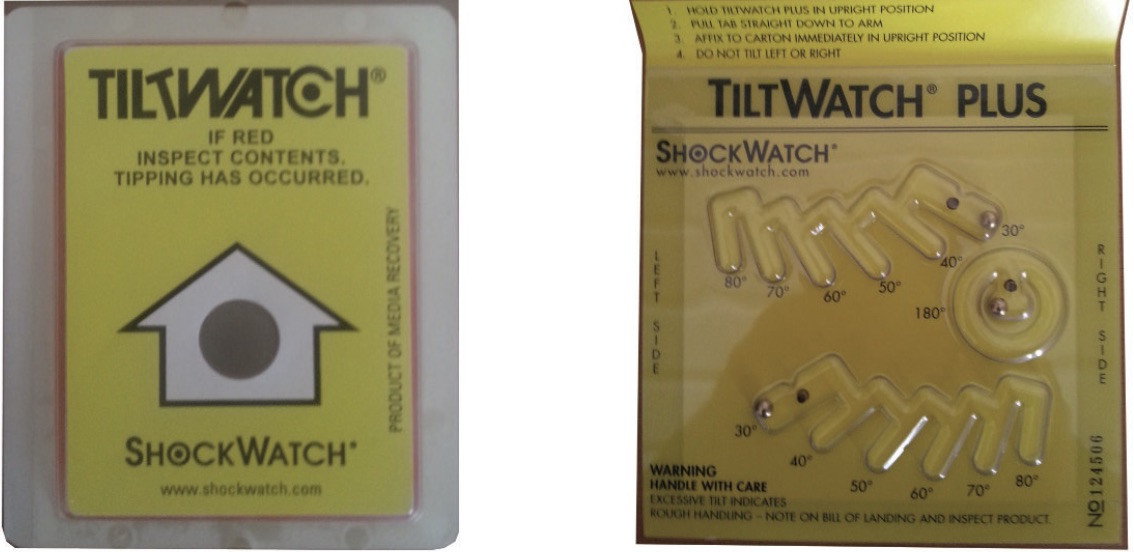 TILTWATCH®
IF RED
INSPECT CONTENTS.
TIPPING HAS OCCURRED.
PRODUCT OF MEDIA RECOVERY
SHOCKWATCH®
www.shockwatch.com
1. HOLD TILTWATCH PLUS IN UPRIGHT POSITION
2. PULL TAB STRAIGHT DOWN TO ARM
3. AFFIX TO CARTON IMMEDIATELY IN UPRIGHT POSITION
4. DO NOT TILT LEFT OR RIGHT
TILTWATCH® PLUS
SHOCKWATCH®
www.shockwatch.com
30°
40°
50°
60°
70°
80°
180°
LEFT SIDE
RIGHT SIDE
30°
40°
50°
60°
70°
80°
WARNING
HANDLE WITH CARE
EXCESSIVE TILT INDICATES
ROUGH HANDLING – NOTE ON BILL OF LANDING AND INSPECT PRODUCT.
No 124506